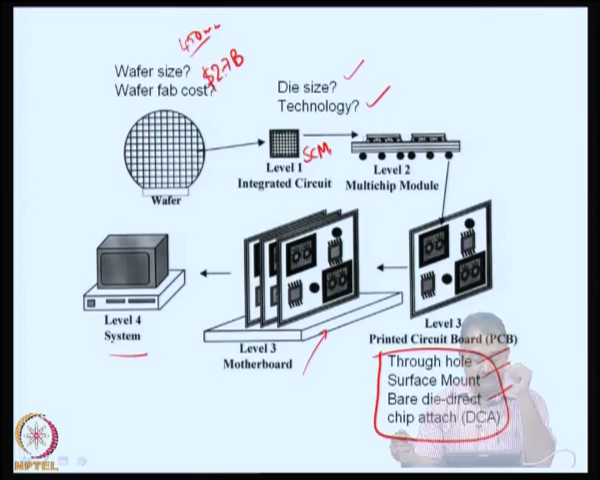 450mm
Wafer size?
$2.7B
Wafer fab cost?
Die size?
Technology?
SCM
Level 1
Integrated Circuit
Level 2
Multichip Module
Wafer
Level 4
System
Level 3
Motherboard
Level 3
Printed Circuit Board (PCB)
Through hole
Surface Mount
Bare die-direct
chip attach (DCA)
NPTEL